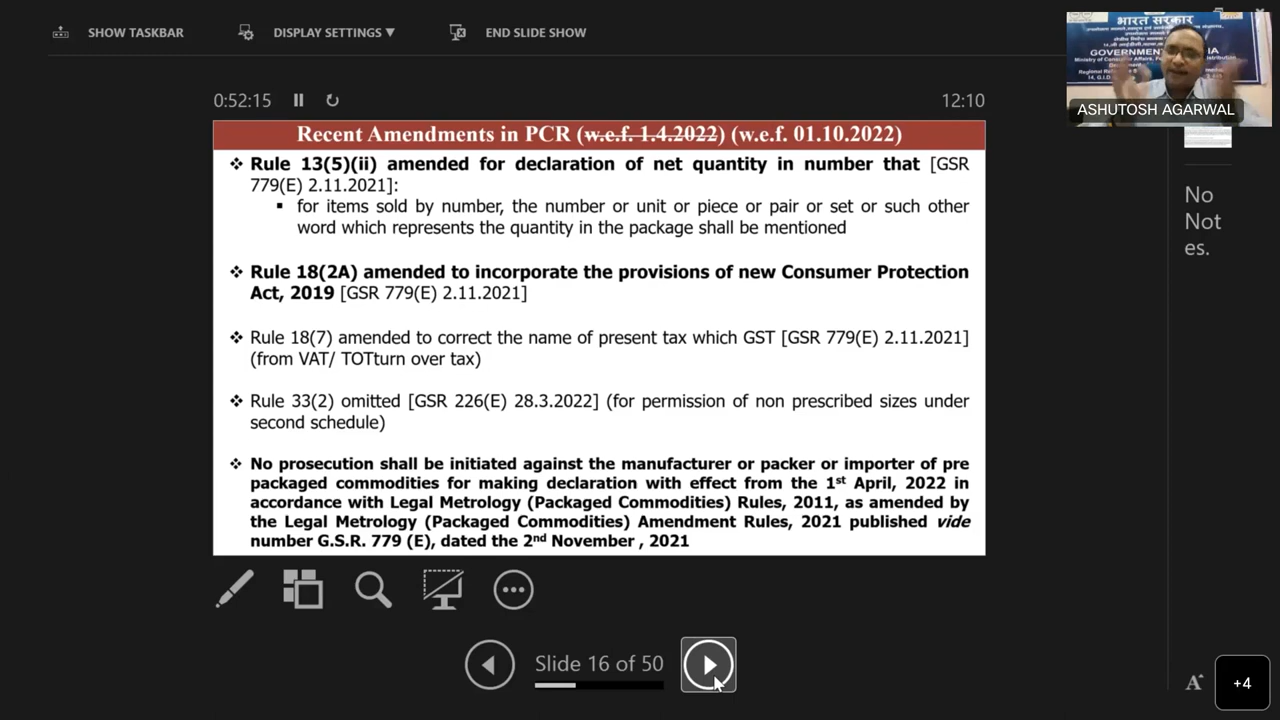 SHOW TASKBAR
DISPLAY SETTINGS ▼
END SLIDE SHOW
0:52:15
12:10
भारत सरकार
GOVERNMENT
Ministry of Consumer Affairs,
ASHUTOSH AGARWAL
Recent Amendments in PCR (w.e.f. 1.4.2022) (w.e.f. 01.10.2022)
❖ Rule 13(5)(ii) amended for declaration of net quantity in number that [GSR
779(E) 2.11.2021]:
▪ for items sold by number, the number or unit or piece or pair or set or such other
word which represents the quantity in the package shall be mentioned
❖ Rule 18(2A) amended to incorporate the provisions of new Consumer Protection
Act, 2019 [GSR 779(E) 2.11.2021]
❖ Rule 18(7) amended to correct the name of present tax which GST [GSR 779(E) 2.11.2021]
(from VAT/ TOTturn over tax)
❖ Rule 33(2) omitted [GSR 226(E) 28.3.2022] (for permission of non prescribed sizes under
second schedule)
❖ No prosecution shall be initiated against the manufacturer or packer or importer of pre
packaged commodities for making declaration with effect from the 1st April, 2022 in
accordance with Legal Metrology (Packaged Commodities) Rules, 2011, as amended by
the Legal Metrology (Packaged Commodities) Amendment Rules, 2021 published vide
number G.S.R. 779 (E), dated the 2nd November , 2021
No
Not
es.
Slide 16 of 50
A
+4